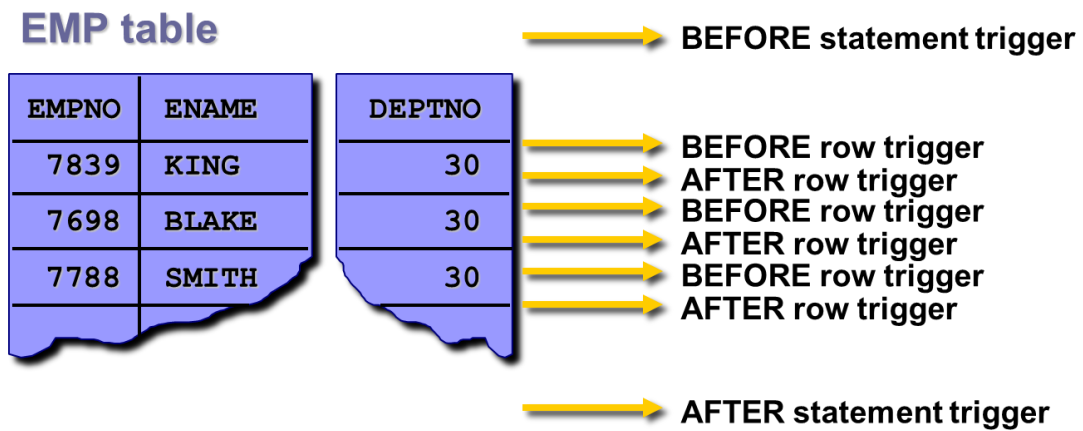 EMP table
BEFORE statement trigger
EMPNO ENAME DEPTNO
BEFORE row trigger
7839 KING 30
AFTER row trigger
BEFORE row trigger
7698 BLAKE 30
AFTER row trigger
BEFORE row trigger
7788 SMITH 30
AFTER row trigger
AFTER statement trigger